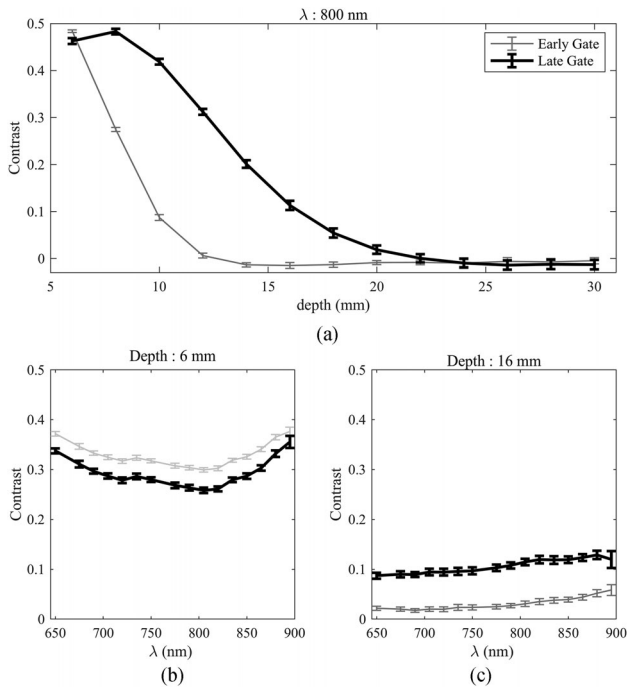 λ : 800 nm
0.5
0.4
0.3
0.2
0.1
0
Contrast
Early Gate
Late Gate
5
10
15
20
25
30
depth (mm)
(a)
Depth : 6 mm
0.5
0.4
0.3
0.2
0.1
0
Contrast
650
700
750
800
850
900
λ (nm)
(b)
Depth : 16 mm
0.5
0.4
0.3
0.2
0.1
0
Contrast
650
700
750
800
850
900
λ (nm)
(c)